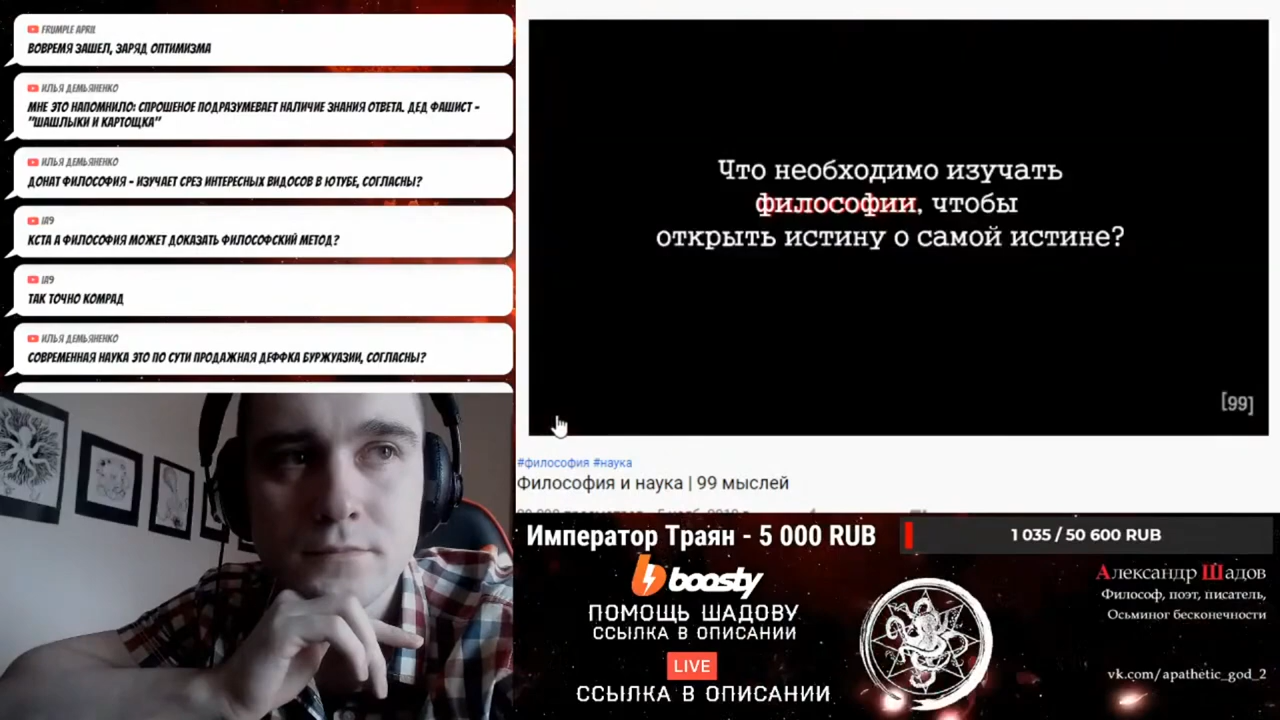 FRUMPLE APRIL
ВОВРЕМЯ ЗАШЕЛ, ЗАРЯД ОПТИМИЗМА
ИЛЬЯ ДЕМЬЯНЕНКО
МНЕ ЭТО НАПОМНИЛО: СПРОШЕНОЕ ПОДРАЗУМЕВАЕТ НАЛИЧИЕ ЗНАНИЯ ОТВЕТА. ДЕД ФАШИСТ -
"ШАШЛЫКИ И КАРТОЩКА"
ИЛЬЯ ДЕМЬЯНЕНКО
ДОНАТ ФИЛОСОФИЯ - ИЗУЧАЕТ СРЕЗ ИНТЕРЕСНЫХ ВИДОСОВ В ЮТУБЕ, СОГЛАСНЫ?
IA9
КСТА А ФИЛОСОФИЯ МОЖЕТ ДОКАЗАТЬ ФИЛОСОФСКИЙ МЕТОД?
IA9
ТАК ТОЧНО КОМРАД
ИЛЬЯ ДЕМЬЯНЕНКО
СОВРЕМЕННАЯ НАУКА ЭТО ПО СУТИ ПРОДАЖНАЯ ДЕФФКА БУРЖУАЗИИ, СОГЛАСНЫ?
Что необходимо изучать
философии, чтобы
открыть истину о самой истине?
[99]
#философия #наука
Философия и наука | 99 мыслей
Император Траян - 5 000 RUB
1 035 / 50 600 RUB
boosty
ПОМОЩЬ ШАДОВУ
ССЫЛКА В ОПИСАНИИ
LIVE
ССЫЛКА В ОПИСАНИИ
Александр Шадов
Философ, поэт, писатель,
Осьминог бесконечности
vk.com/apathetic_god_2